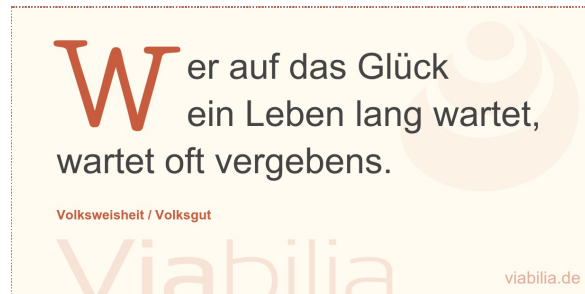 Wer auf das Glück
ein Leben lang wartet,
wartet oft vergebens.
Volksweisheit / Volksgut
Viabilia
viabilia.de